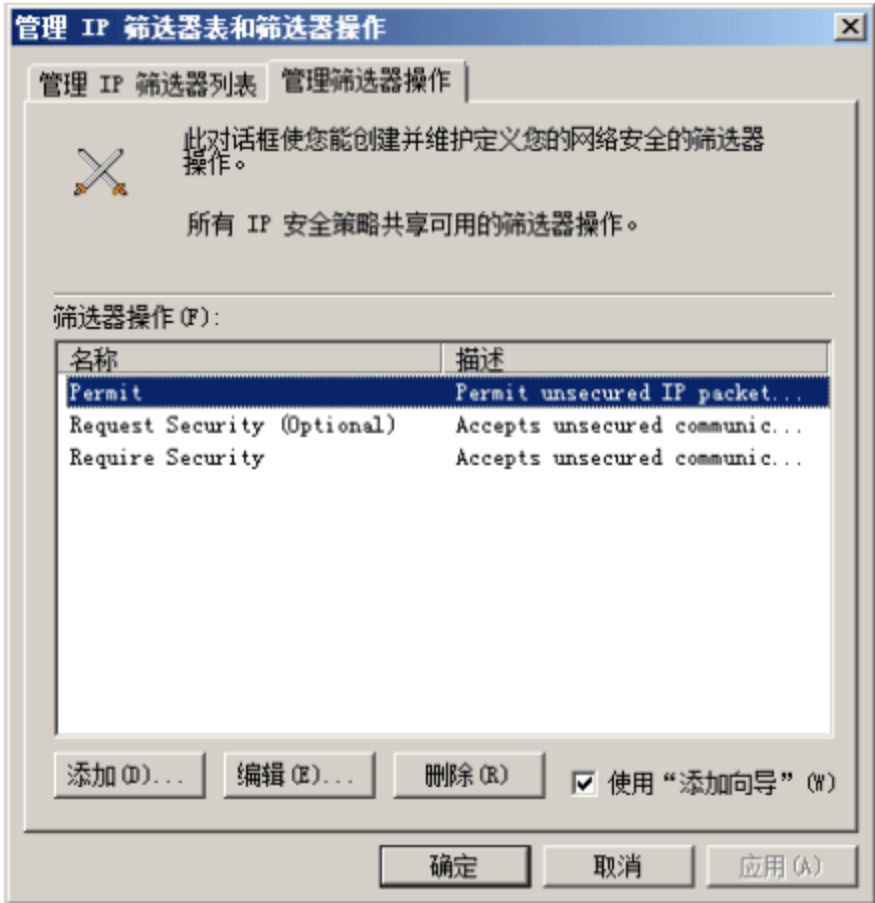 管理 IP 筛选器表和筛选器操作
管理 IP 筛选器列表 管理筛选器操作
此对话框使您能创建并维护定义您的网络安全的筛选器
操作。
所有 IP 安全策略共享可用的筛选器操作。
筛选器操作(F):
名称 描述
Permit Permit unsecured IP packet...
Request Security (Optional) Accepts unsecured communic...
Require Security Accepts unsecured communic...
添加(D)... 编辑(E)... 删除(R) 使用“添加向导”(W)
确定 取消 应用(A)